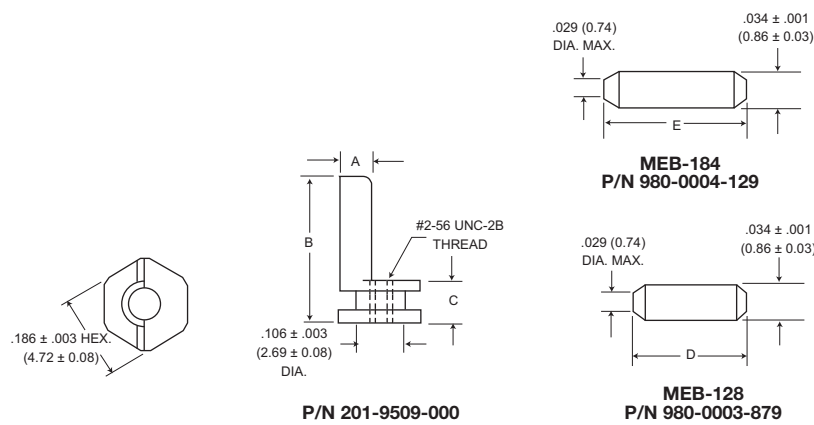 .029 (0.74)
DIA. MAX.
.034 ± .001
(0.86 ± 0.03)
E
MEB-184
P/N 980-0004-129
A
B
#2-56 UNC-2B
THREAD
C
.186 ± .003 HEX.
(4.72 ± 0.08)
.106 ± .003
(2.69 ± 0.08)
DIA.
P/N 201-9509-000
.029 (0.74)
DIA. MAX.
.034 ± .001
(0.86 ± 0.03)
D
MEB-128
P/N 980-0003-879